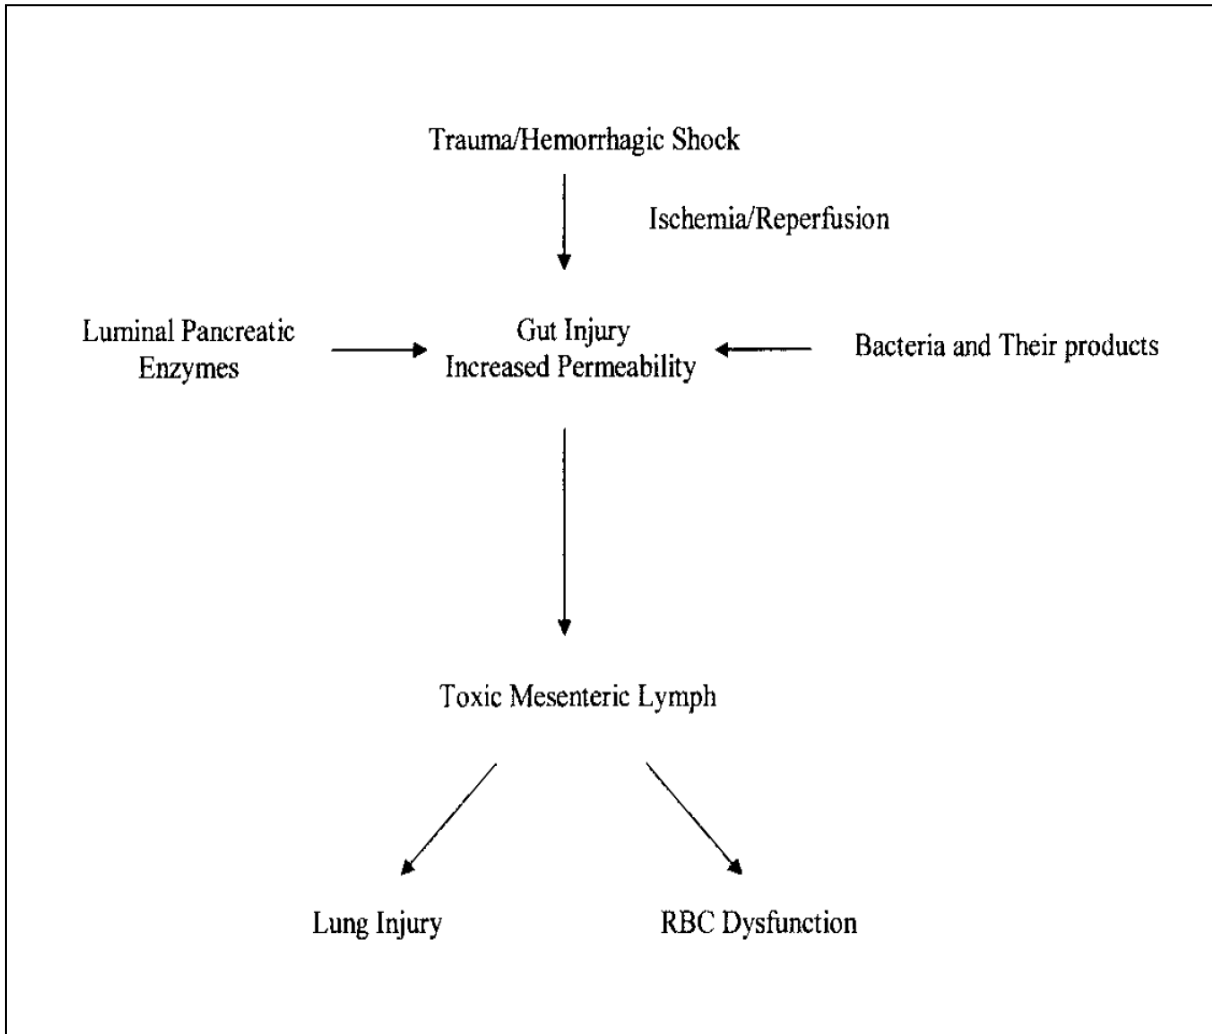 Trauma/Hemorrhagic Shock
Ischemia/Reperfusion
Luminal Pancreatic
Enzymes
Gut Injury
Increased Permeability
Bacteria and Their products
Toxic Mesenteric Lymph
Lung Injury
RBC Dysfunction